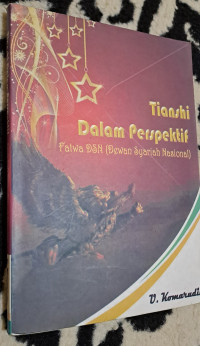 Tianshi
Dalam Perspektif
Fatwa DSN (Dewan Syariah Nasional)
U. Komarudin